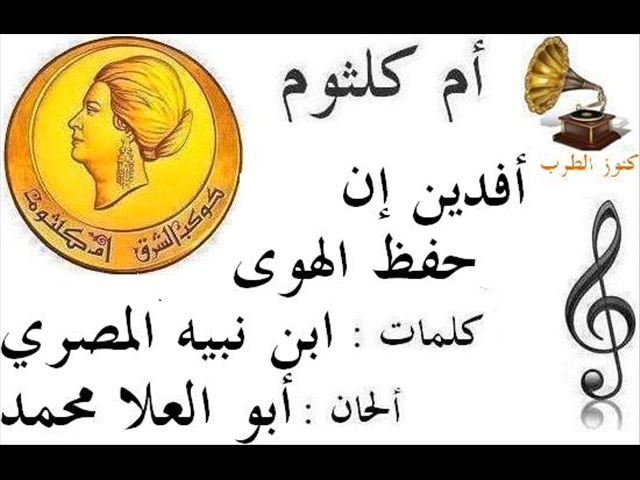 أم كلثوم
كنوز الطرب
كوكب الشرق أم كلثوم
أفدين إن
حفظ الهوى
كلمات : ابن نبيه المصري
ألحان : أبو العلا محمد